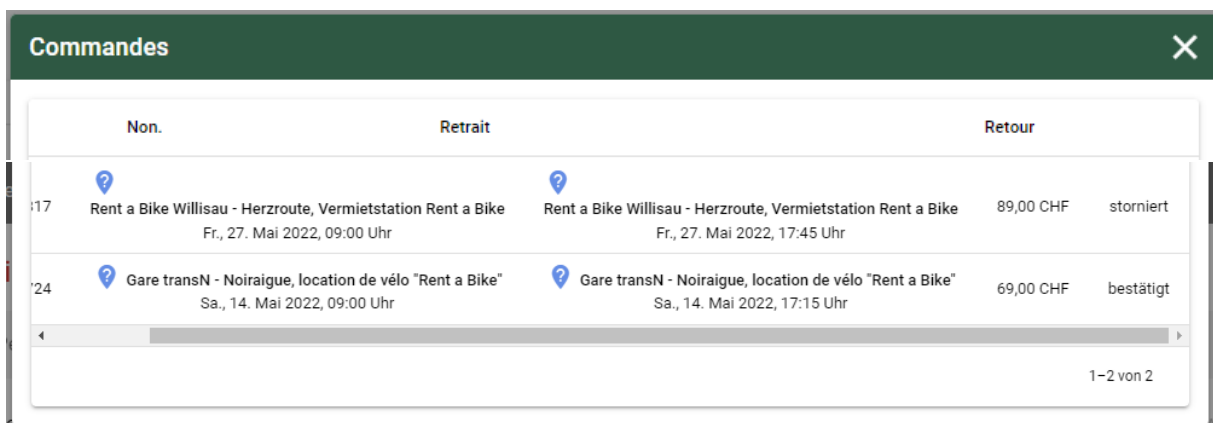 Commandes
Non. Retrait Retour
317 Rent a Bike Willisau - Herzroute, Vermietstation Rent a Bike Rent a Bike Willisau - Herzroute, Vermietstation Rent a Bike 89,00 CHF storniert
Fr., 27. Mai 2022, 09:00 Uhr Fr., 27. Mai 2022, 17:45 Uhr
'24 Gare transN - Noiraigue, location de vélo "Rent a Bike" Gare transN - Noiraigue, location de vélo "Rent a Bike" 69,00 CHF bestätigt
Sa., 14. Mai 2022, 09:00 Uhr Sa., 14. Mai 2022, 17:15 Uhr
1–2 von 2